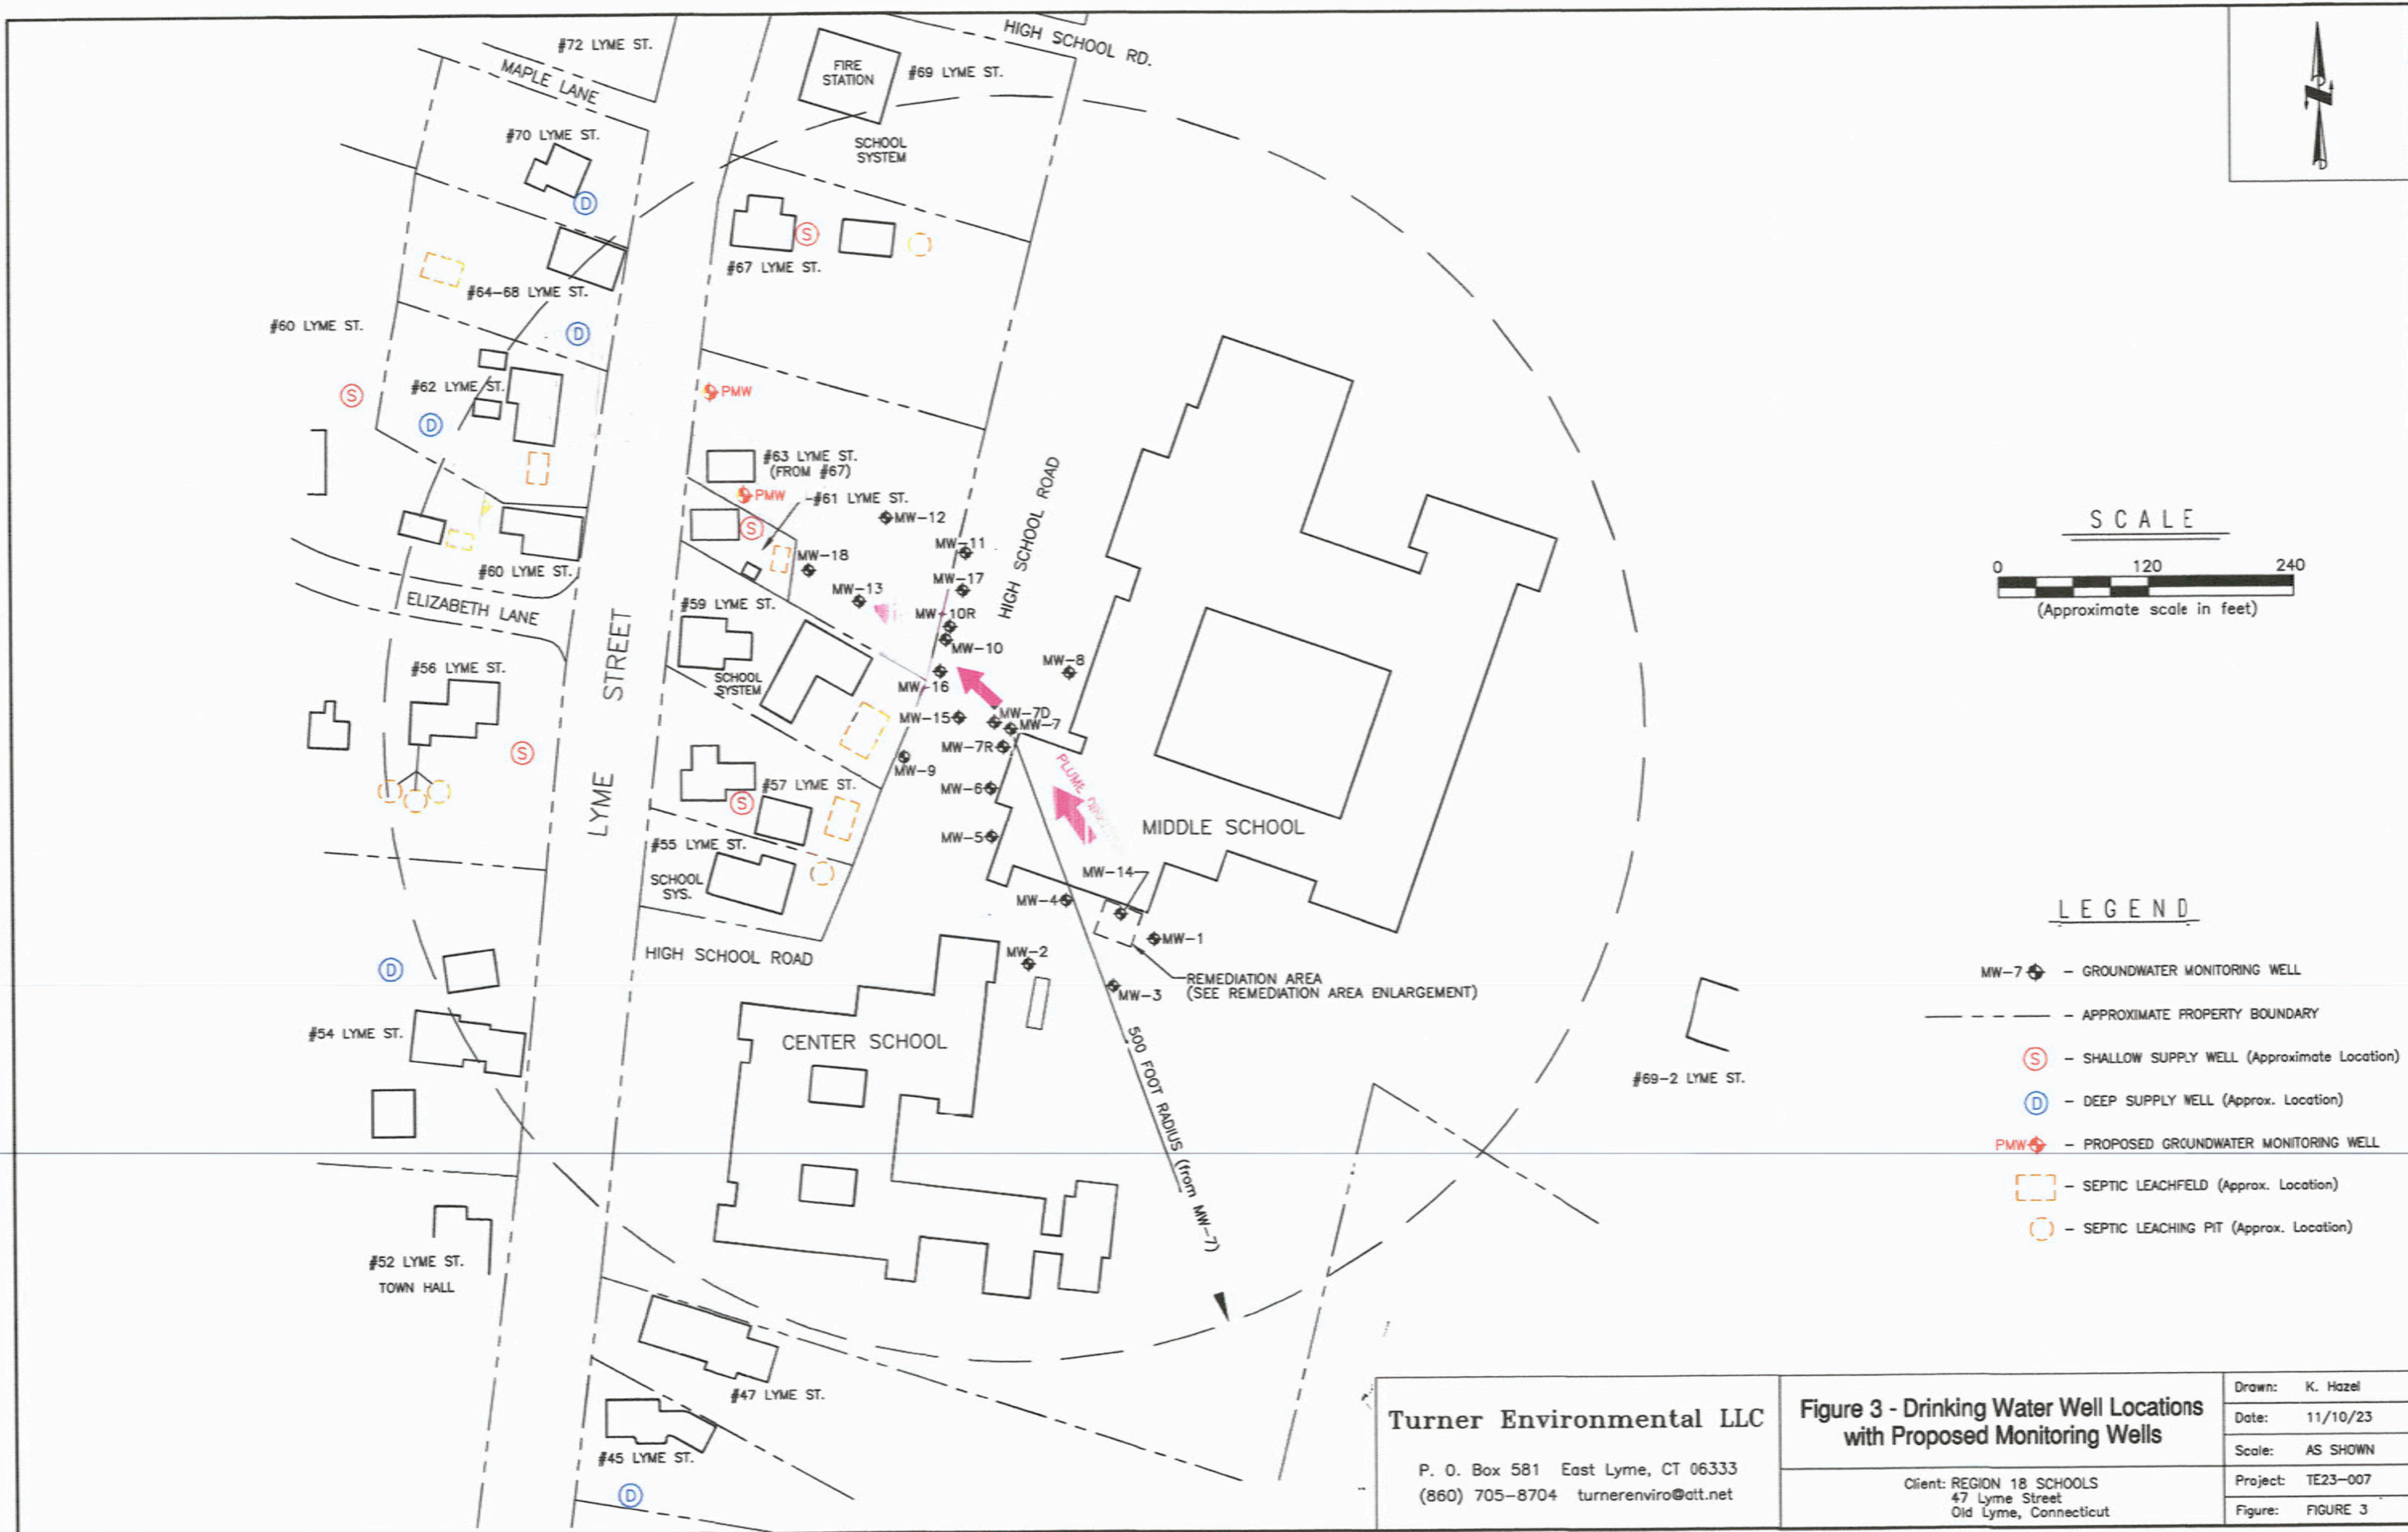 #72 LYME ST.
MAPLE LANE
HIGH SCHOOL RD.
FIRE
STATION
#69 LYME ST.
#70 LYME ST.
SCHOOL
SYSTEM
#67 LYME ST.
#64-68 LYME ST.
#60 LYME ST.
#62 LYME ST.
D
D
D
S
S
PMW
#63 LYME ST.
(FROM #67)
PMW
#61 LYME ST.
S
MW-12
MW-11
MW-18
MW-17
MW-13
MW-10R
MW-10
HIGH SCHOOL ROAD
#60 LYME ST.
ELIZABETH LANE
#59 LYME ST.
SCHOOL
SYSTEM
MW-8
MW-16
MW-15
MW-7D
MW-7
MW-7R
MW-9
MW-6
MW-5
PLUME
#56 LYME ST.
S
LYME STREET
#57 LYME ST.
S
#55 LYME ST.
SCHOOL
SYS.
MIDDLE SCHOOL
MW-14
MW-4
MW-1
MW-2
MW-3
REMEDIATION AREA
(SEE REMEDIATION AREA ENLARGEMENT)
HIGH SCHOOL ROAD
D
#54 LYME ST.
CENTER SCHOOL
500 FOOT RADIUS (from MW-7)
#69-2 LYME ST.
#52 LYME ST.
TOWN HALL
#47 LYME ST.
#45 LYME ST.
D
N
SCALE
0 120 240
(Approximate scale in feet)
LEGEND
MW-7 - GROUNDWATER MONITORING WELL
- APPROXIMATE PROPERTY BOUNDARY
S - SHALLOW SUPPLY WELL (Approximate Location)
D - DEEP SUPPLY WELL (Approx. Location)
PMW - PROPOSED GROUNDWATER MONITORING WELL
- SEPTIC LEACHFELD (Approx. Location)
- SEPTIC LEACHING PIT (Approx. Location)
Turner Environmental LLC
P. O. Box 581 East Lyme, CT 06333
(860) 705-8704 turnerenviro@att.net
Figure 3 - Drinking Water Well Locations
with Proposed Monitoring Wells
Client: REGION 18 SCHOOLS
47 Lyme Street
Old Lyme, Connecticut
Drawn: K. Hazel
Date: 11/10/23
Scale: AS SHOWN
Project: TE23-007
Figure: FIGURE 3